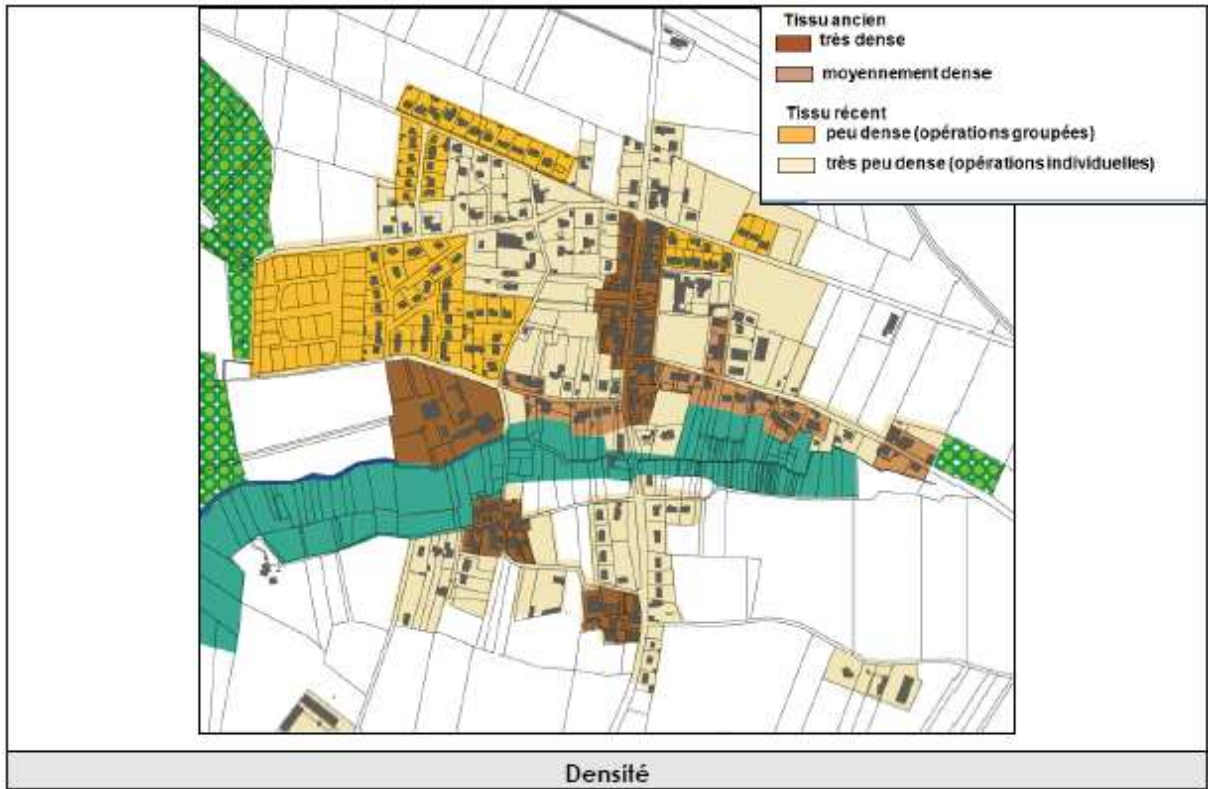 Tissu ancien
très dense
moyennement dense
Tissu récent
peu dense (opérations groupées)
très peu dense (opérations individuelles)
Densité